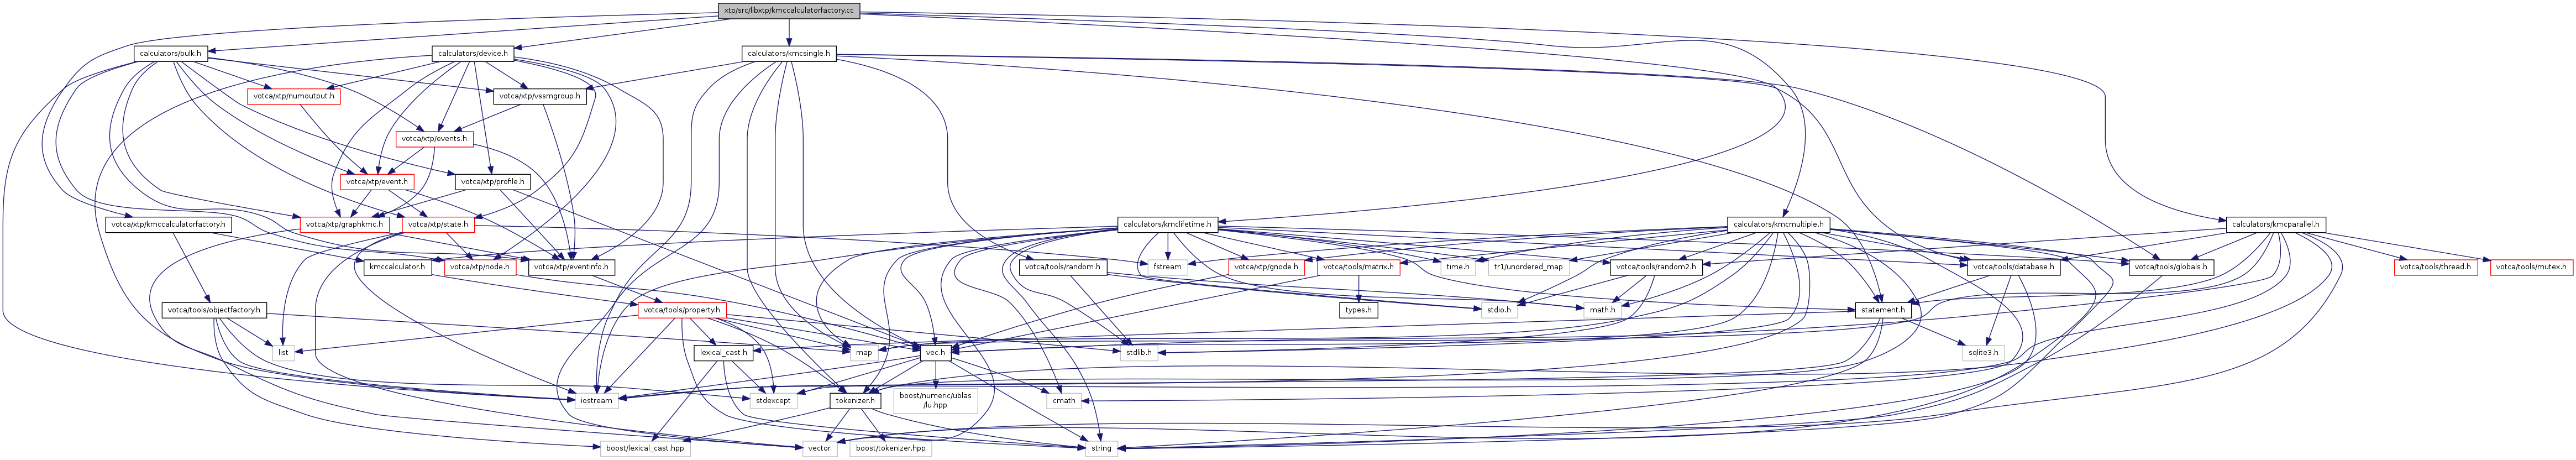 xtp/src/libxtp/kmccalculatorfactory.cc
calculators/bulk.h
calculators/device.h
calculators/kmcsingle.h
votca/xtp/numoutput.h
votca/xtp/vssmgroup.h
votca/xtp/events.h
votca/xtp/event.h
votca/xtp/profile.h
votca/xtp/kmccalculatorfactory.h
votca/xtp/graphkmc.h
votca/xtp/state.h
calculators/kmclifetime.h
calculators/kmcmultiple.h
calculators/kmcparallel.h
kmccalculator.h
votca/xtp/node.h
votca/xtp/eventinfo.h
votca/tools/random.h
fstream
votca/xtp/gnode.h
votca/tools/matrix.h
time.h
tr1/unordered_map
votca/tools/random2.h
votca/tools/database.h
votca/tools/globals.h
votca/tools/thread.h
votca/tools/mutex.h
votca/tools/objectfactory.h
votca/tools/property.h
types.h
stdio.h
math.h
statement.h
list
lexical_cast.h
map
vec.h
stdlib.h
sqlite3.h
iostream
stdexcept
tokenizer.h
boost/numeric/ublas
/lu.hpp
cmath
boost/lexical_cast.hpp
vector
boost/tokenizer.hpp
string